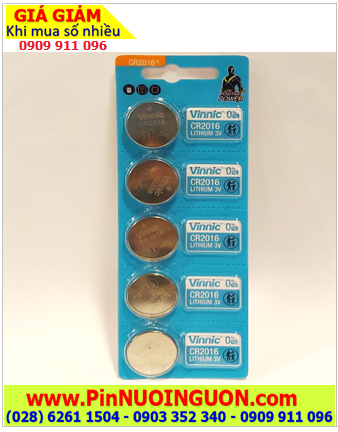 GIÁ GIẢM
Khi mua số nhiều
0909 911 096
CR2016
POWER
Vinnic
CR2016
Vinnic
CR2016
LITHIUM 3V
Vinnic
CR2016
LITHIUM 3V
Vinnic
CR2016
LITHIUM 3V
Vinnic
CR2016
LITHIUM 3V
Vinnic
CR2016
LITHIUM 3V
www.PinNUOINGUON.com
(028) 6261 1504 - 0903 352 340 - 0909 911 096